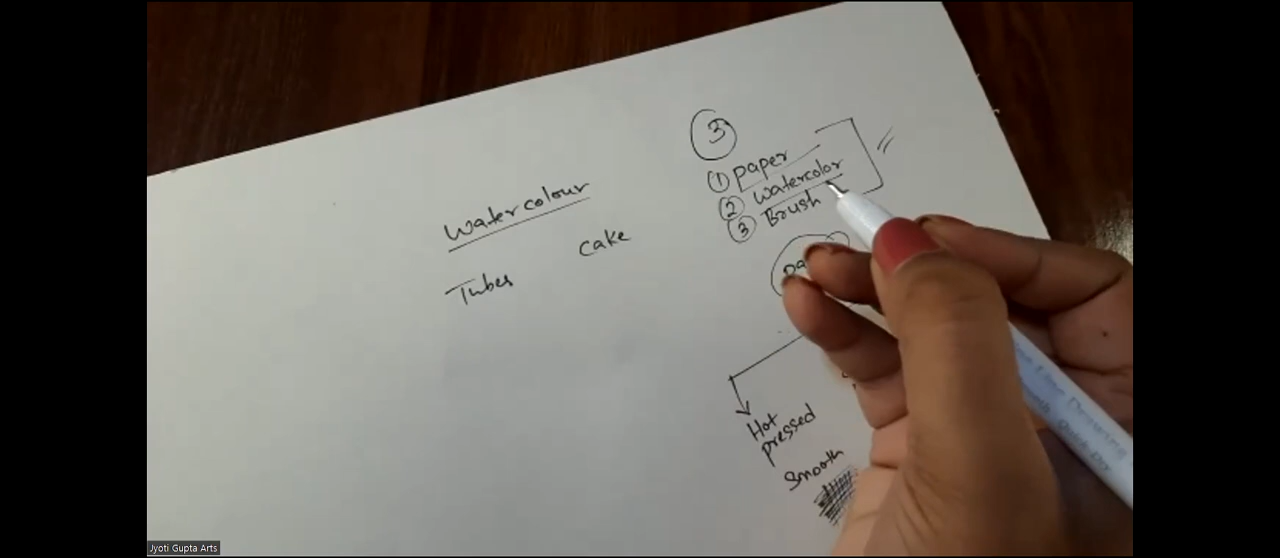 Watercolour
Tubes
cake
3
1 paper
2 Watercolor
3 Brush
Hot
pressed
Smooth
Jyoti Gupta Arts